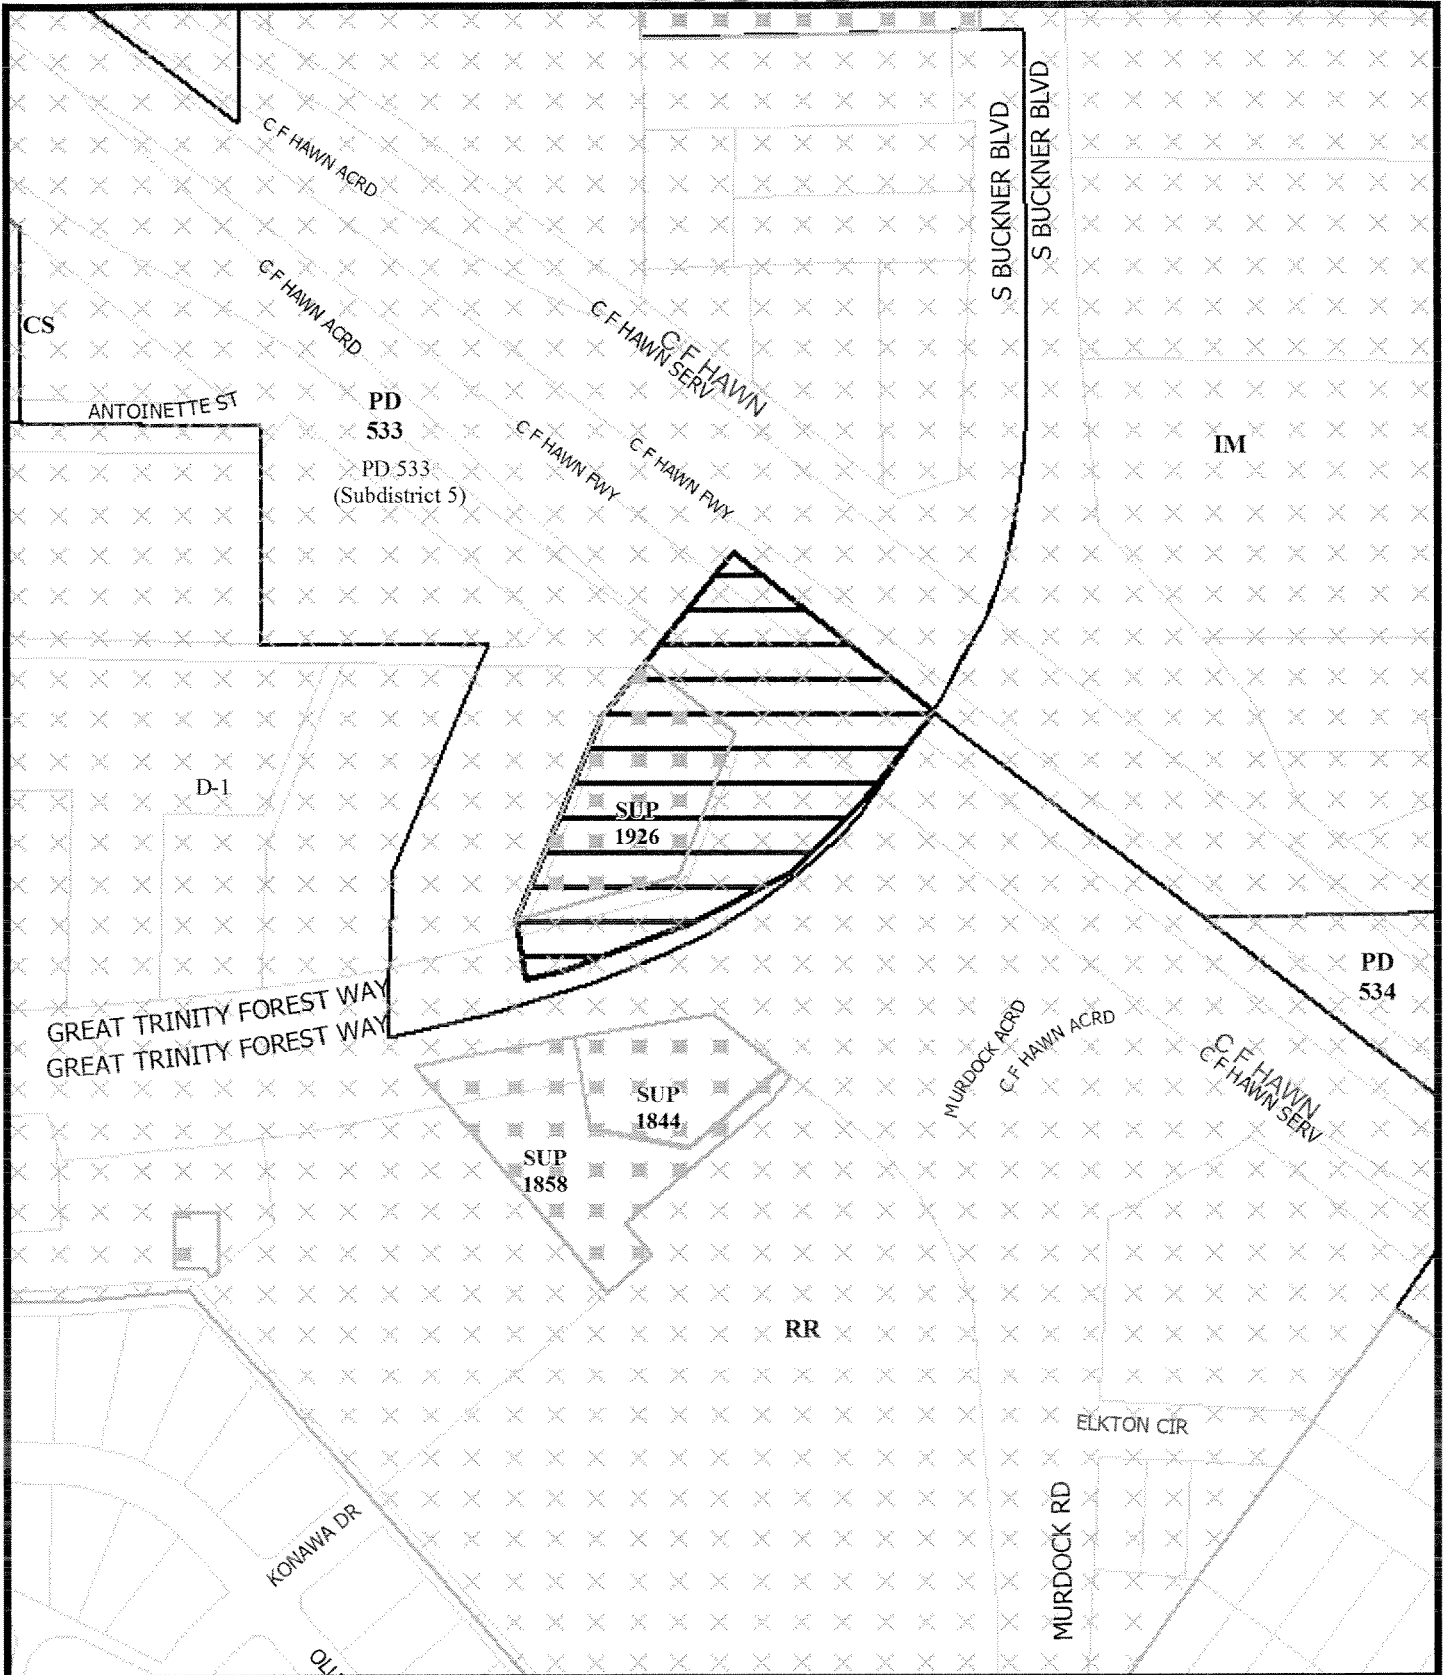 S BUCKNER BLVD
S BUCKNER BLVD
C F HAWN ACRD
C F HAWN ACRD
CS
C F HAWN SERV
C F HAWN
ANTOINETTE ST
PD
533
PD 533
(Subdistrict 5)
C F HAWN FWY
C F HAWN FWY
IM
D-1
SUP
1926
PD
534
GREAT TRINITY FOREST WAY
GREAT TRINITY FOREST WAY
MURDOCK ACRD
C F HAWN ACRD
C F HAWN
C F HAWN SERV
SUP
1844
SUP
1858
RR
ELKTON CIR
KONAWA DR
MURDOCK RD